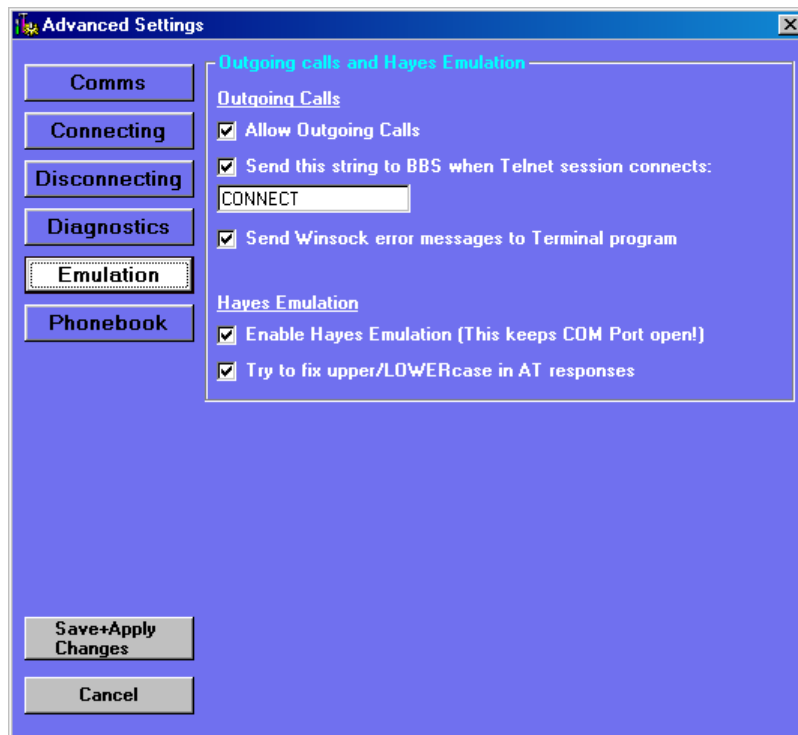 Advanced Settings
Comms
Connecting
Disconnecting
Diagnostics
Emulation
Phonebook
Outgoing calls and Hayes Emulation
Outgoing Calls
Allow Outgoing Calls
Send this string to BBS when Telnet session connects:
CONNECT
Send Winsock error messages to Terminal program
Hayes Emulation
Enable Hayes Emulation (This keeps COM Port open!)
Try to fix upper/LOWERcase in AT responses
Save+Apply
Changes
Cancel